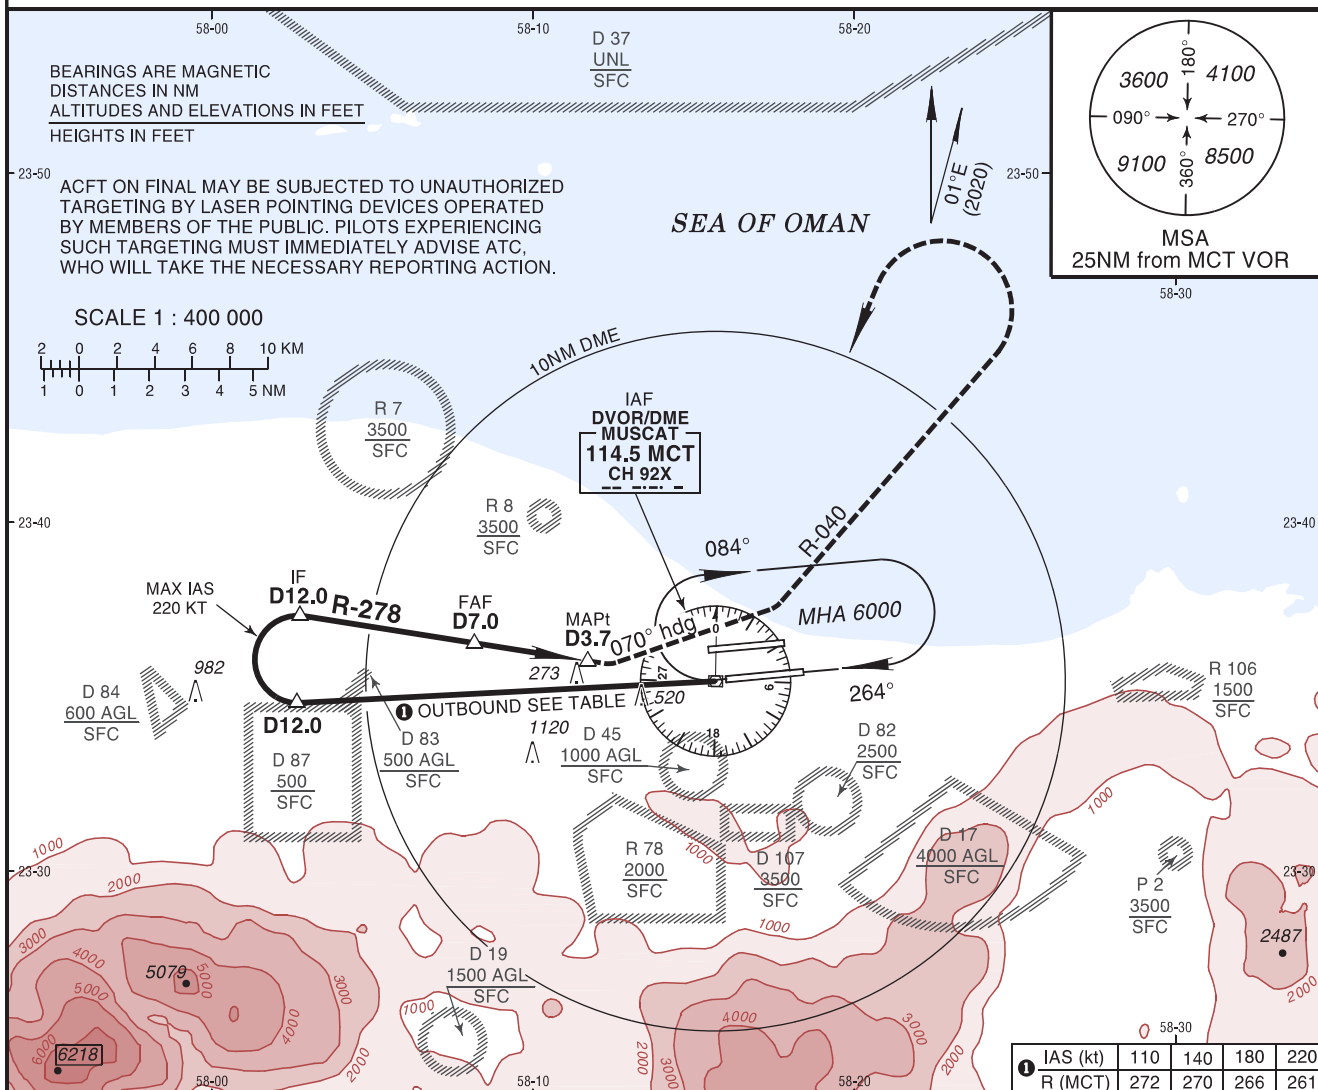 58-00
58-10
58-20
BEARINGS ARE MAGNETIC
DISTANCES IN NM
ALTITUDES AND ELEVATIONS IN FEET
HEIGHTS IN FEET
D 37
UNL
SFC
3600
4100
9100
8500
180°
090°
270°
360°
MSA
25NM from MCT VOR
23-50
23-50
ACFT ON FINAL MAY BE SUBJECTED TO UNAUTHORIZED
TARGETING BY LASER POINTING DEVICES OPERATED
BY MEMBERS OF THE PUBLIC. PILOTS EXPERIENCING
SUCH TARGETING MUST IMMEDIATELY ADVISE ATC,
WHO WILL TAKE THE NECESSARY REPORTING ACTION.
01°E
(2020)
SEA OF OMAN
58-30
SCALE 1 : 400 000
2 0 2 4 6 8 10 KM
1 0 1 2 3 4 5 NM
10NM DME
R 7
3500
SFC
IAF
DVOR/DME
MUSCAT
114.5 MCT
CH 92X
R 8
3500
SFC
23-40
23-40
R-040
084°
MHA 6000
264°
MAX IAS
220 KT
IF
D12.0
R-278
FAF
D7.0
MAPt
D3.7
070° hdg
0
9
18
27
273
520
982
1120
D 84
600 AGL
SFC
D12.0
1 OUTBOUND SEE TABLE
D 87
500
SFC
D 83
500 AGL
SFC
D 45
1000 AGL
SFC
D 82
2500
SFC
R 106
1500
SFC
R 78
2000
SFC
D 107
3500
SFC
D 17
4000 AGL
SFC
P 2
3500
SFC
23-30
23-30
1000
2000
3000
4000
5000
6000
5079
5000
6218
3000
4000
2000
1000
D 19
1500 AGL
SFC
1000
1000
1000
4000
3000
2000
3000
2000
2487
2000
58-00
58-10
58-20
58-30
1 IAS (kt) 110 140 180 220
R (MCT) 272 270 266 261